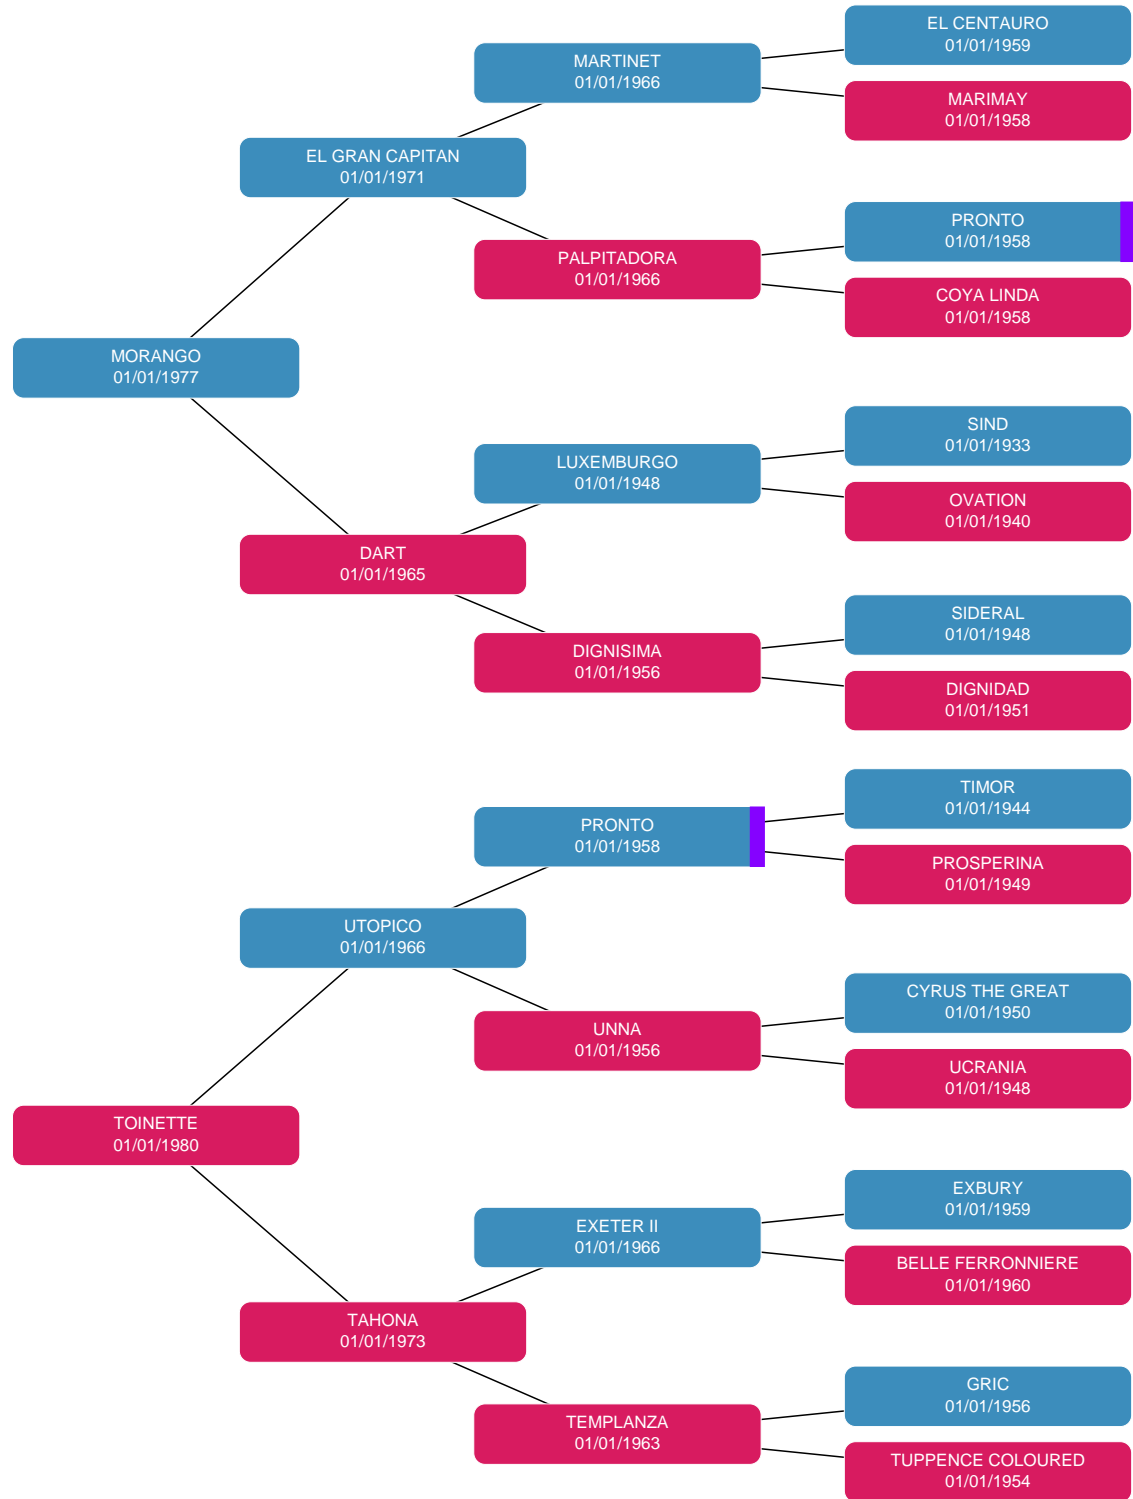 EL CENTAURO
01/01/1959
MARTINET
01/01/1966
MARIMAY
01/01/1958
EL GRAN CAPITAN
01/01/1971
PRONTO
01/01/1958
PALPITADORA
01/01/1966
COYA LINDA
01/01/1958
MORANGO
01/01/1977
SIND
01/01/1933
LUXEMBURGO
01/01/1948
OVATION
01/01/1940
DART
01/01/1965
SIDERAL
01/01/1948
DIGNISIMA
01/01/1956
DIGNIDAD
01/01/1951
TIMOR
01/01/1944
PRONTO
01/01/1958
PROSPERINA
01/01/1949
UTOPICO
01/01/1966
CYRUS THE GREAT
01/01/1950
UNNA
01/01/1956
UCRANIA
01/01/1948
TOINETTE
01/01/1980
EXBURY
01/01/1959
EXETER II
01/01/1966
BELLE FERRONNIERE
01/01/1960
TAHONA
01/01/1973
GRIC
01/01/1956
TEMPLANZA
01/01/1963
TUPPENCE COLOURED
01/01/1954